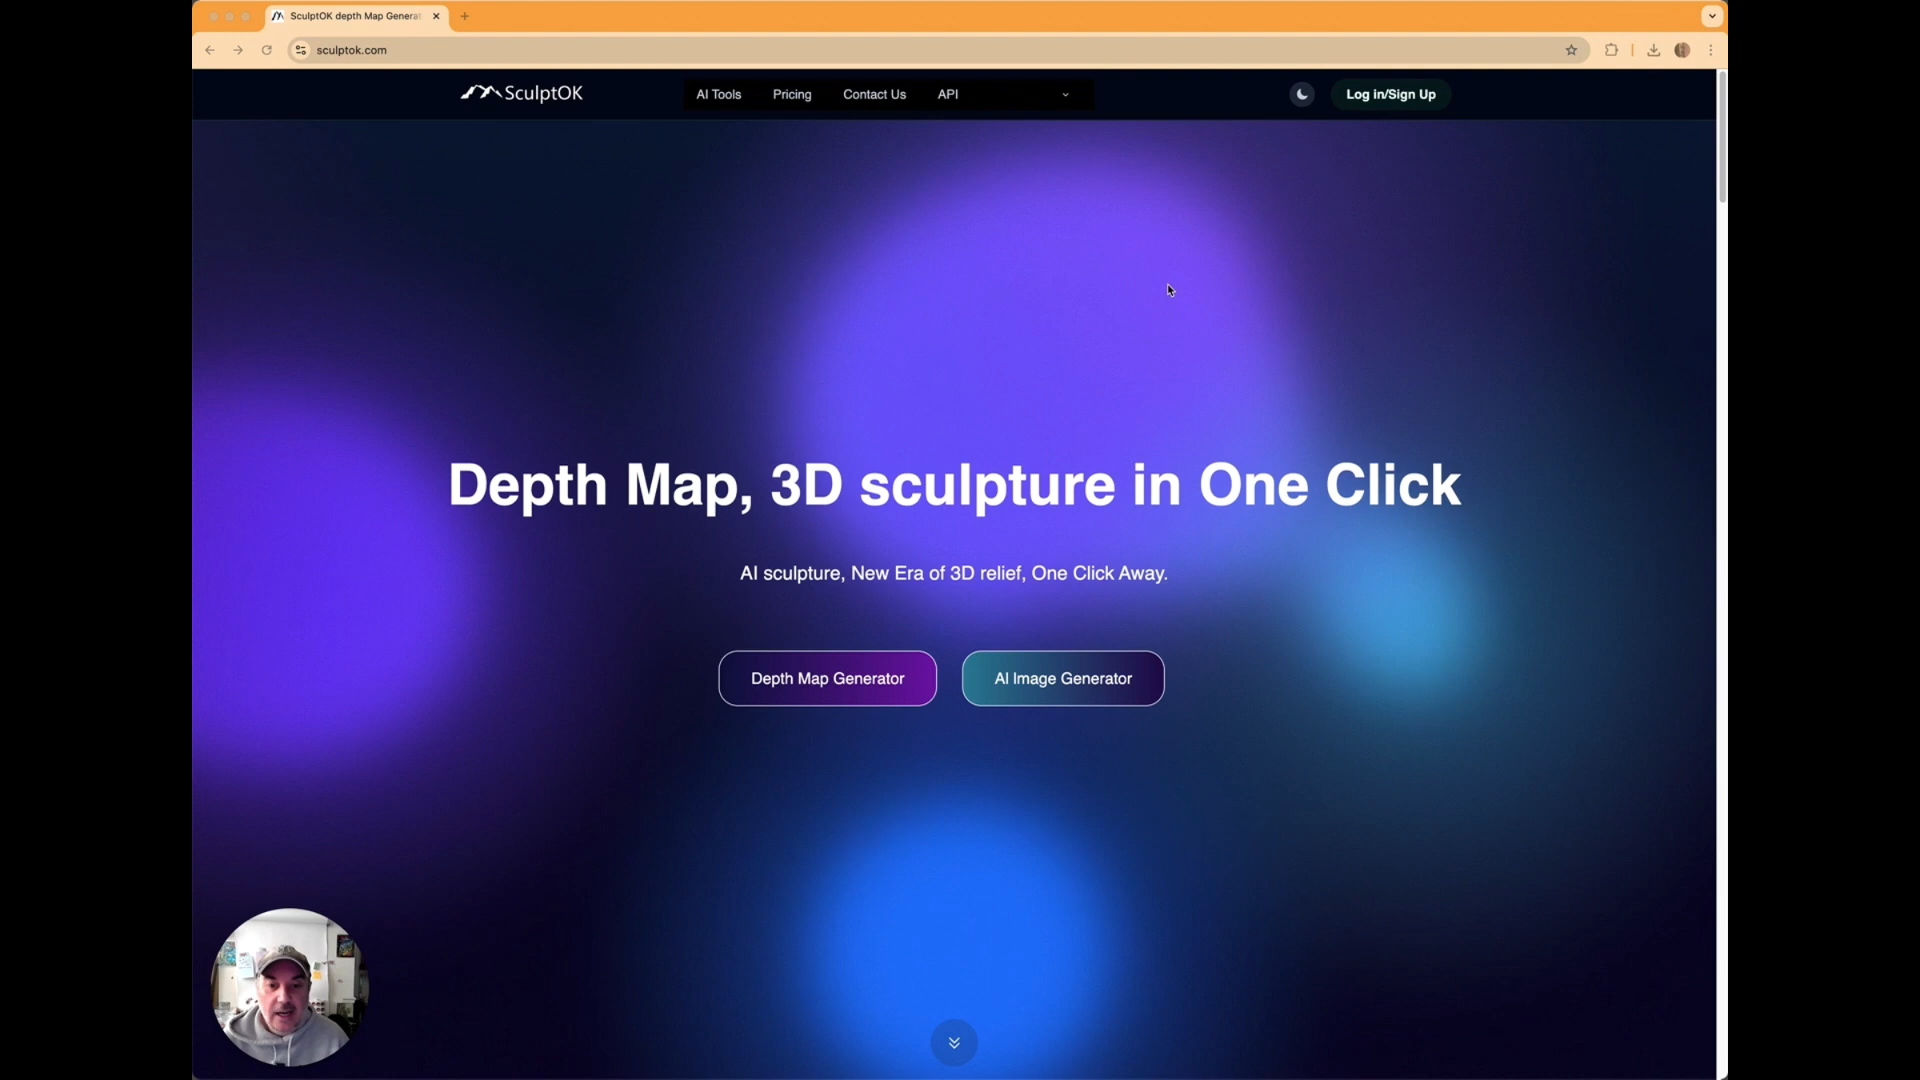 SculptOK depth Map Generat
sculptok.com
SculptOK
AI Tools
Pricing
Contact Us
API
Log in/Sign Up
Depth Map, 3D sculpture in One Click
AI sculpture, New Era of 3D relief, One Click Away.
Depth Map Generator
AI Image Generator